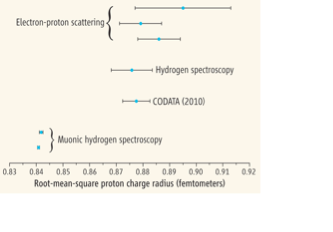 Electron-proton scattering
Hydrogen spectroscopy
CODATA (2010)
Muonic hydrogen spectroscopy
0.83 0.84 0.85 0.86 0.87 0.88 0.89 0.90 0.91 0.92
Root-mean-square proton charge radius (femtometers)